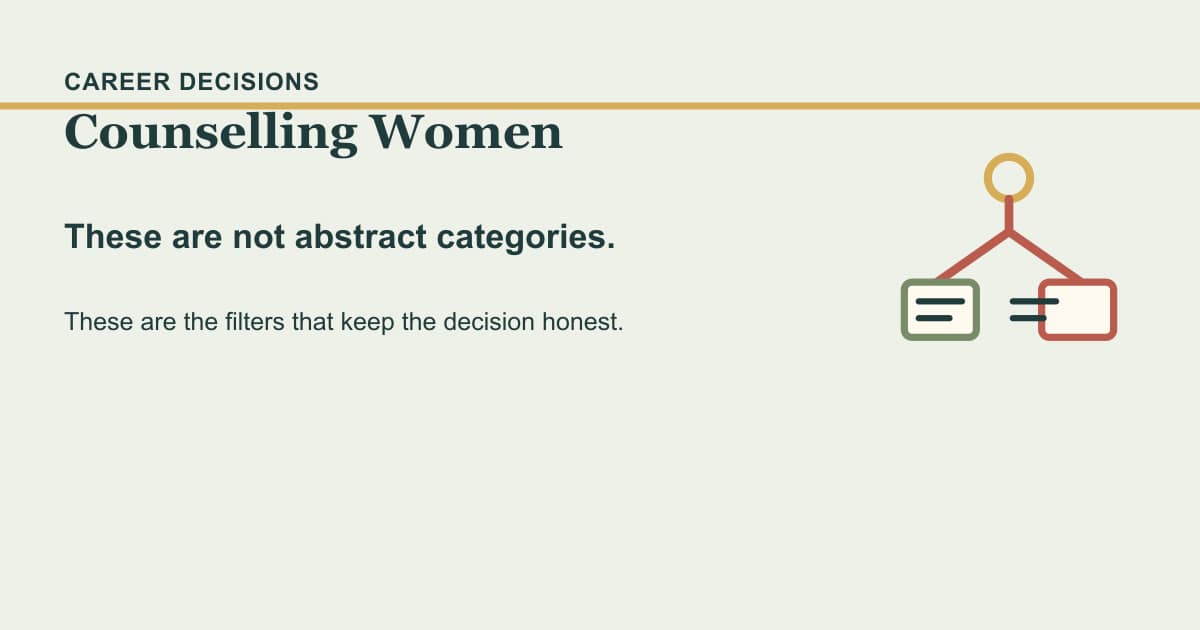 CAREER DECISIONS
Counselling Women
These are not abstract categories.
These are the filters that keep the decision honest.